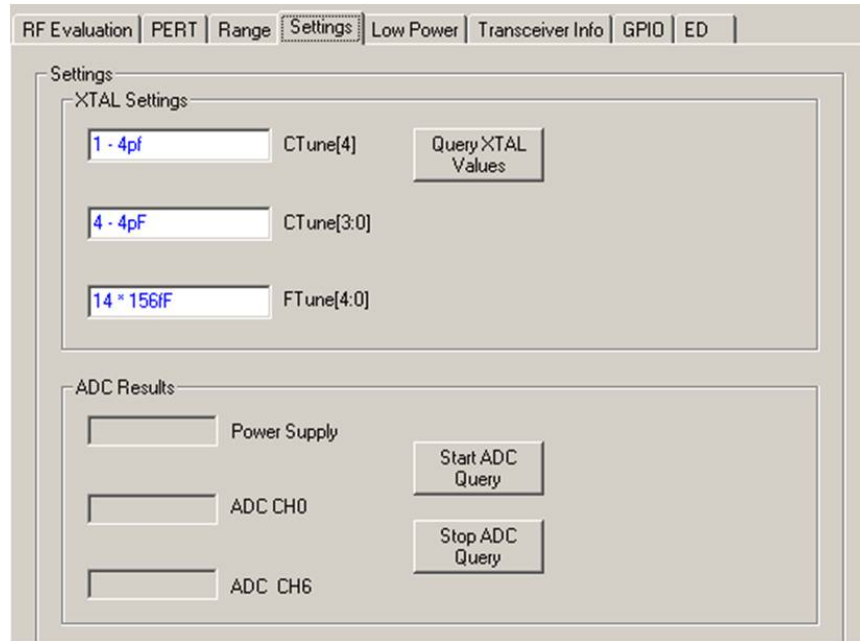 RF Evaluation PERT Range Settings Low Power Transceiver Info GPIO ED
Settings
XTAL Settings
1 - 4pf CTune[4] Query XTAL
Values
4 - 4pF CTune[3:0]
14 * 156fF FTune[4:0]
ADC Results
Power Supply
Start ADC
Query
ADC CH0
Stop ADC
Query
ADC CH6